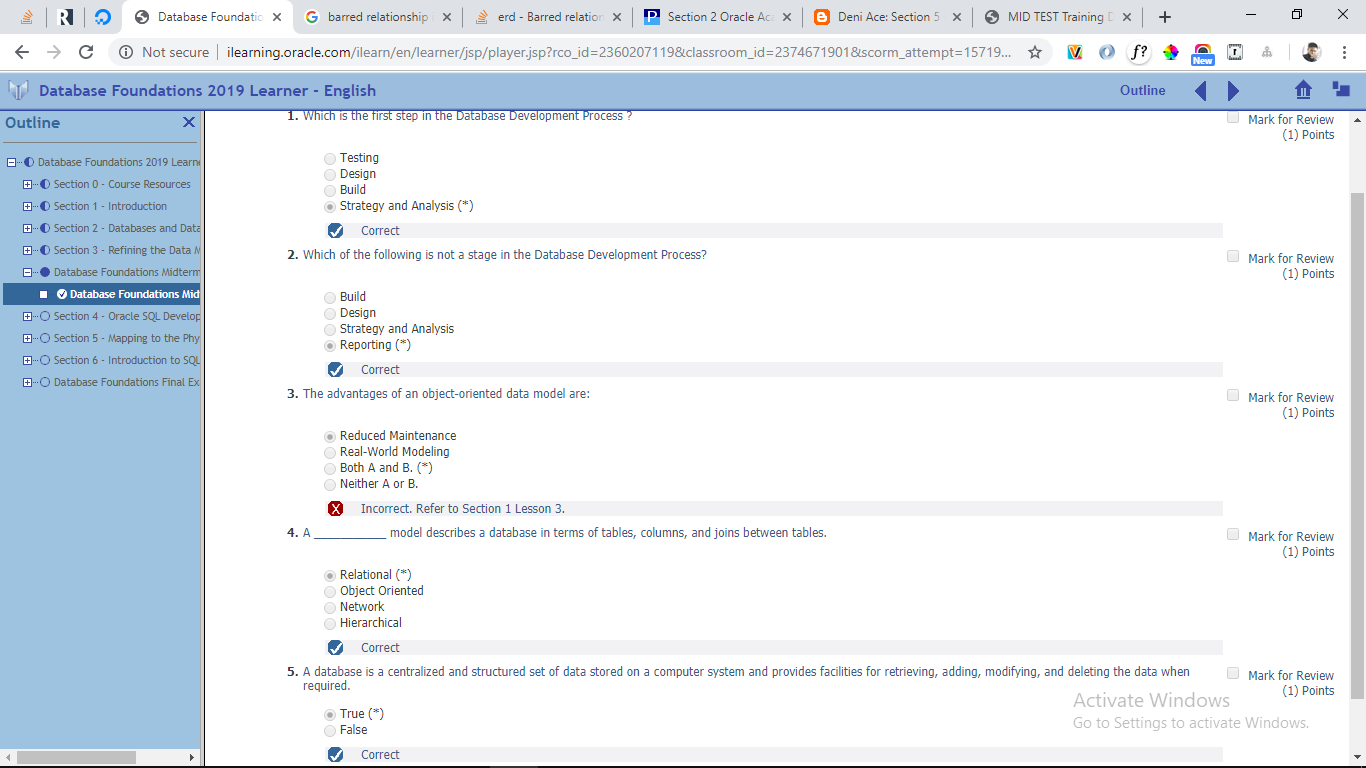 Database Foundatio
barred relationship
erd - Barred relation
Section 2 Oracle Aca
Deni Ace: Section 5
MID TEST Training D
Not secure
ilearning.oracle.com/ilearn/en/learner/jsp/player.jsp?rco_id=2360207119&classroom_id=2374671901&scorm_attempt=15719...
f?
New
Database Foundations 2019 Learner - English
Outline
Outline
Database Foundations 2019 Learne
Section 0 - Course Resources
Section 1 - Introduction
Section 2 - Databases and Data
Section 3 - Refining the Data M
Database Foundations Midterm
Database Foundations Mid
Section 4 - Oracle SQL Develop
Section 5 - Mapping to the Phy
Section 6 - Introduction to SQL
Database Foundations Final Ex
1. Which is the first step in the Database Development Process ?
Mark for Review
(1) Points
Testing
Design
Build
Strategy and Analysis (*)
Correct
2. Which of the following is not a stage in the Database Development Process?
Mark for Review
(1) Points
Build
Design
Strategy and Analysis
Reporting (*)
Correct
3. The advantages of an object-oriented data model are:
Mark for Review
(1) Points
Reduced Maintenance
Real-World Modeling
Both A and B. (*)
Neither A or B.
Incorrect. Refer to Section 1 Lesson 3.
4. A ___________ model describes a database in terms of tables, columns, and joins between tables.
Mark for Review
(1) Points
Relational (*)
Object Oriented
Network
Hierarchical
Correct
5. A database is a centralized and structured set of data stored on a computer system and provides facilities for retrieving, adding, modifying, and deleting the data when
required.
Mark for Review
(1) Points
True (*)
False
Correct
Activate Windows
Go to Settings to activate Windows.